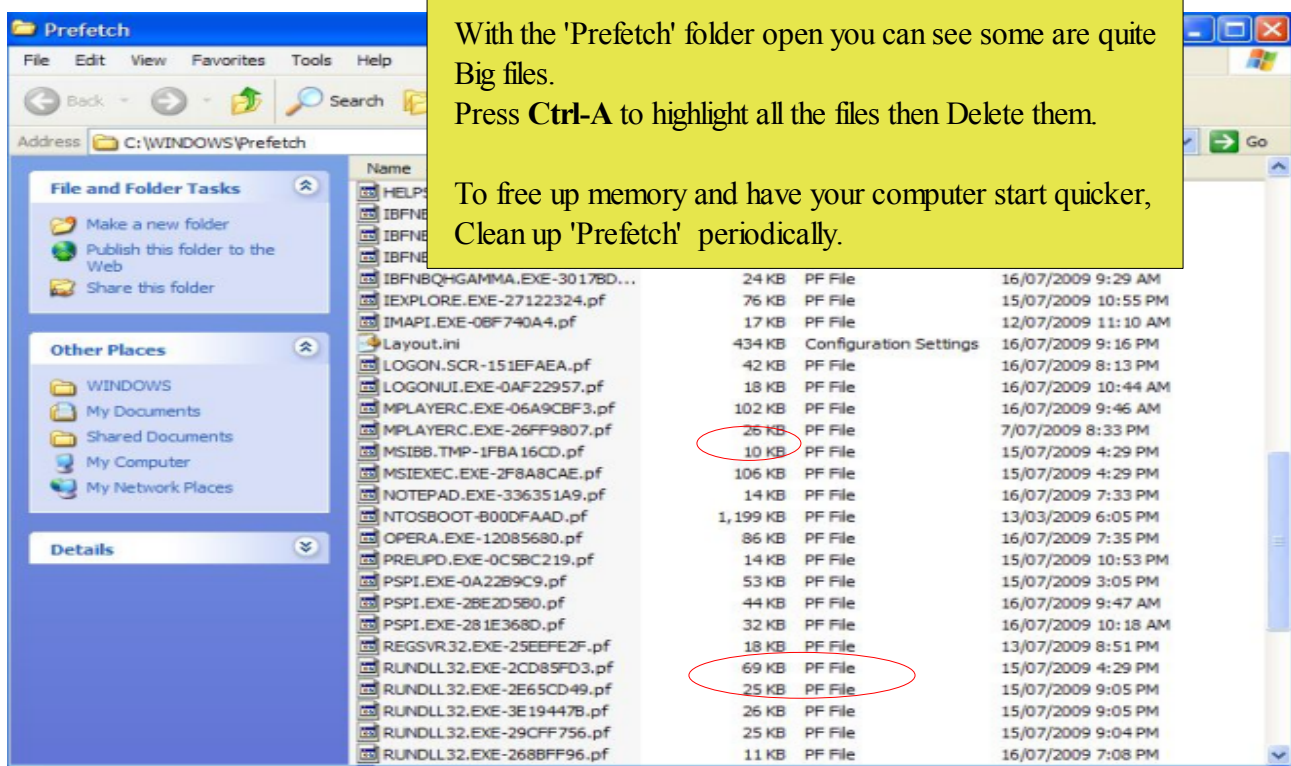 Prefetch
With the 'Prefetch' folder open you can see some are quite
Big files.
Press Ctrl-A to highlight all the files then Delete them.
To free up memory and have your computer start quicker,
Clean up 'Prefetch' periodically.
File Edit View Favorites Tools Help
Back Search
Address C:\WINDOWS\Prefetch Go
File and Folder Tasks
Make a new folder
Publish this folder to the
Web
Share this folder
Other Places
WINDOWS
My Documents
Shared Documents
My Computer
My Network Places
Details
Name
HELPS
IBFNB
IBFNB
IBFNB
IBFNBQHGAMMA.EXE-3017BD... 24 KB PF File 16/07/2009 9:29 AM
IEXPLORE.EXE-27122324.pf 76 KB PF File 15/07/2009 10:55 PM
IMAPI.EXE-0BF740A4.pf 17 KB PF File 12/07/2009 11:10 AM
Layout.ini 434 KB Configuration Settings 16/07/2009 9:16 PM
LOGON.SCR-151EFAEA.pf 42 KB PF File 16/07/2009 8:13 PM
LOGONUI.EXE-0AF22957.pf 18 KB PF File 16/07/2009 10:44 AM
MPLAYERC.EXE-06A9CBF3.pf 102 KB PF File 16/07/2009 9:46 AM
MPLAYERC.EXE-26FF9807.pf 26 KB PF File 7/07/2009 8:33 PM
MSIBB.TMP-1FBA16CD.pf 10 KB PF File 15/07/2009 4:29 PM
MSIEXEC.EXE-2F8A8CAE.pf 106 KB PF File 15/07/2009 4:29 PM
NOTEPAD.EXE-336351A9.pf 14 KB PF File 16/07/2009 7:33 PM
NTOSBOOT-B00DFAAD.pf 1,199 KB PF File 13/03/2009 6:05 PM
OPERA.EXE-12085680.pf 86 KB PF File 16/07/2009 7:35 PM
PREUPD.EXE-0C5BC219.pf 14 KB PF File 15/07/2009 10:53 PM
PSPI.EXE-0A22B9C9.pf 53 KB PF File 15/07/2009 3:05 PM
PSPI.EXE-2BE2D5B0.pf 44 KB PF File 16/07/2009 9:47 AM
PSPI.EXE-281E368D.pf 32 KB PF File 16/07/2009 10:18 AM
REGSVR32.EXE-25EEFE2F.pf 18 KB PF File 13/07/2009 8:51 PM
RUNDLL32.EXE-2CD85FD3.pf 69 KB PF File 15/07/2009 4:29 PM
RUNDLL32.EXE-2E65CD49.pf 25 KB PF File 15/07/2009 9:05 PM
RUNDLL32.EXE-3E19447B.pf 26 KB PF File 15/07/2009 9:05 PM
RUNDLL32.EXE-29CFF756.pf 25 KB PF File 15/07/2009 9:04 PM
RUNDLL32.EXE-268BFF96.pf 11 KB PF File 16/07/2009 7:08 PM